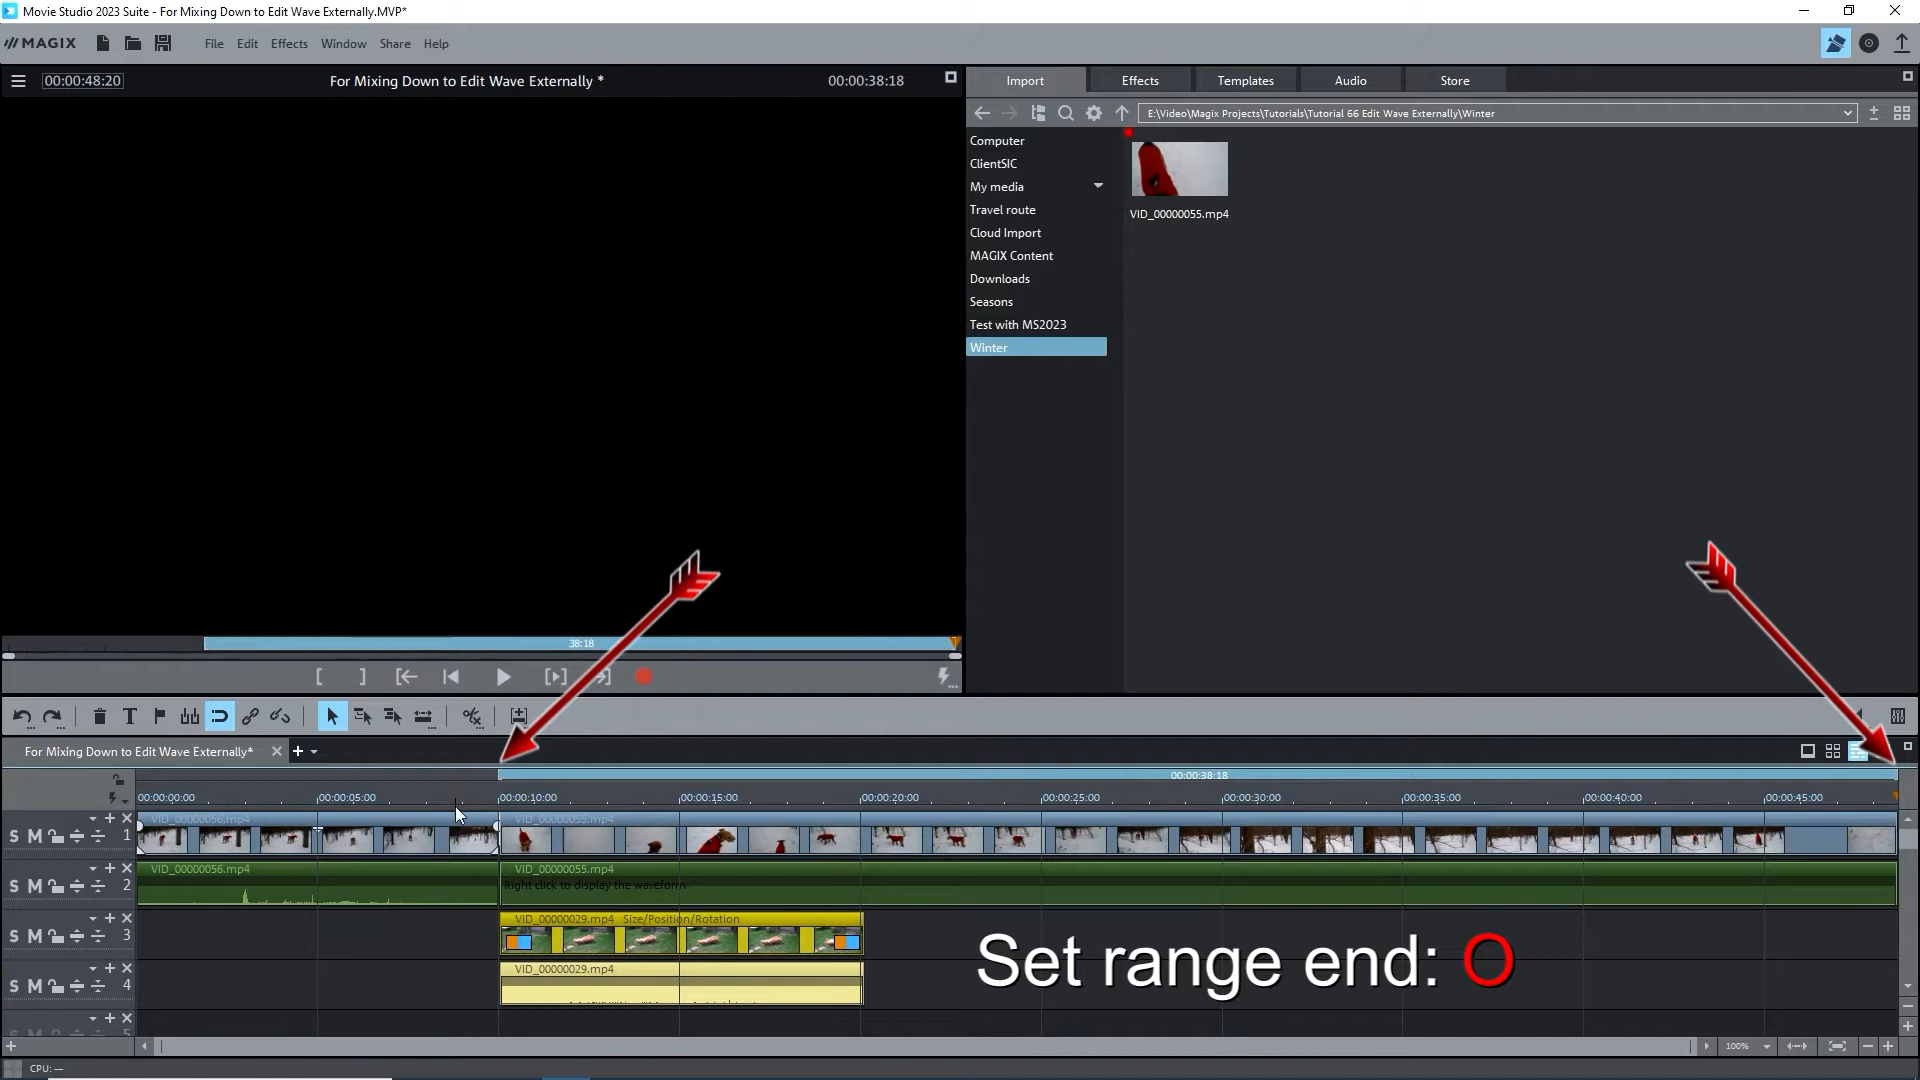 Movie Studio 2023 Suite - For Mixing Down to Edit Wave Externally.MVP*
MAGIX File Edit Effects Window Share Help
00:00:48:20 For Mixing Down to Edit Wave Externally * 00:00:38:18
Import Effects Templates Audio Store
E:\Video\Magix Projects\Tutorials\Tutorial 66 Edit Wave Externally\Winter
Computer
ClientSIC
My media
Travel route
Cloud Import
MAGIX Content
Downloads
Seasons
Test with MS2023
Winter
VID_00000055.mp4
38:18
For Mixing Down to Edit Wave Externally*
00:00:38:18
00:00:00:00 00:00:05:00 00:00:10:00 00:00:15:00 00:00:20:00 00:00:25:00 00:00:30:00 00:00:35:00 00:00:40:00 00:00:45:00
VID_00000056.mp4 VID_00000055.mp4
S M 1
VID_00000056.mp4 VID_00000055.mp4
S M 2 Right click to display the waveform
VID_00000029.mp4 Size/Position/Rotation
S M 3
Set range end: O
VID_00000029.mp4
S M 4
S M 5
100%
CPU: —